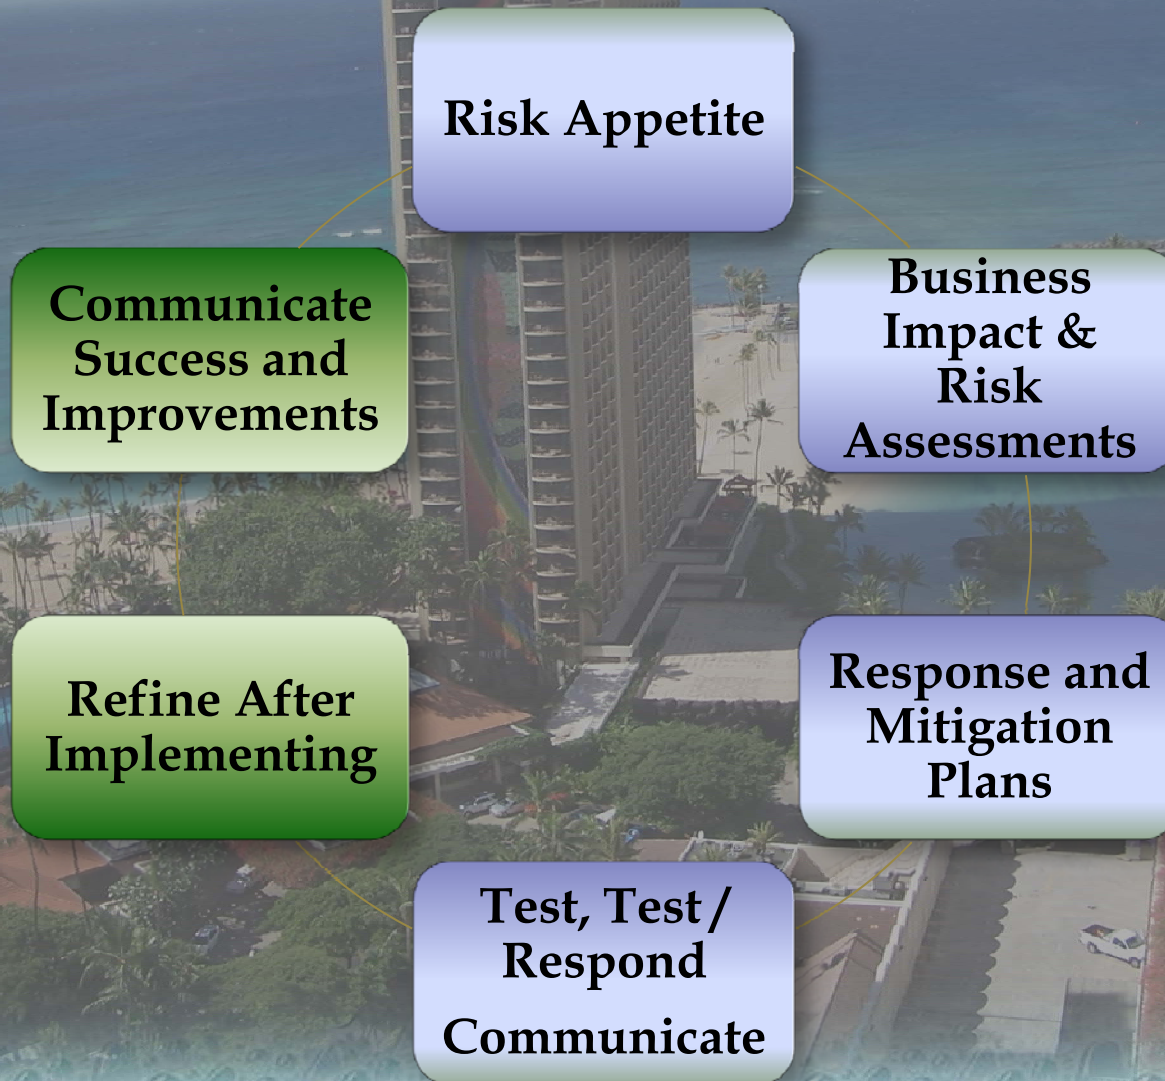 Risk Appetite
Business
Impact &
Risk
Assessments
Response and
Mitigation
Plans
Test, Test /
Respond
Communicate
Refine After
Implementing
Communicate
Success and
Improvements